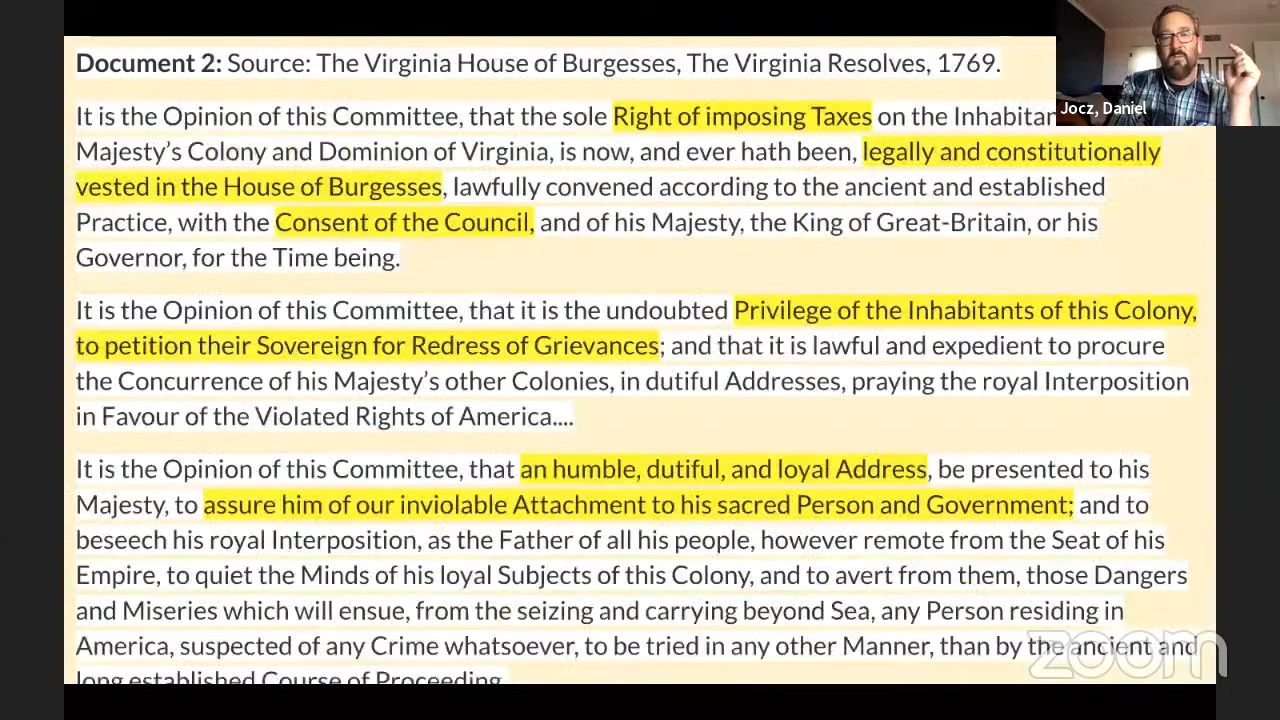 Document 2: Source: The Virginia House of Burgesses, The Virginia Resolves, 1769.
It is the Opinion of this Committee, that the sole Right of imposing Taxes on the Inhabitan
Majesty's Colony and Dominion of Virginia, is now, and ever hath been, legally and constitutionally
vested in the House of Burgesses, lawfully convened according to the ancient and established
Practice, with the Consent of the Council, and of his Majesty, the King of Great-Britain, or his
Governor, for the Time being.
It is the Opinion of this Committee, that it is the undoubted Privilege of the Inhabitants of this Colony,
to petition their Sovereign for Redress of Grievances; and that it is lawful and expedient to procure
the Concurrence of his Majesty's other Colonies, in dutiful Addresses, praying the royal Interposition
in Favour of the Violated Rights of America....
It is the Opinion of this Committee, that an humble, dutiful, and loyal Address, be presented to his
Majesty, to assure him of our inviolable Attachment to his sacred Person and Government; and to
beseech his royal Interposition, as the Father of all his people, however remote from the Seat of his
Empire, to quiet the Minds of his loyal Subjects of this Colony, and to avert from them, those Dangers
and Miseries which will ensue, from the seizing and carrying beyond Sea, any Person residing in
America, suspected of any Crime whatsoever, to be tried in any other Manner, than by the ancient and
long established Course of Proceeding.
Jocz, Daniel
zoom